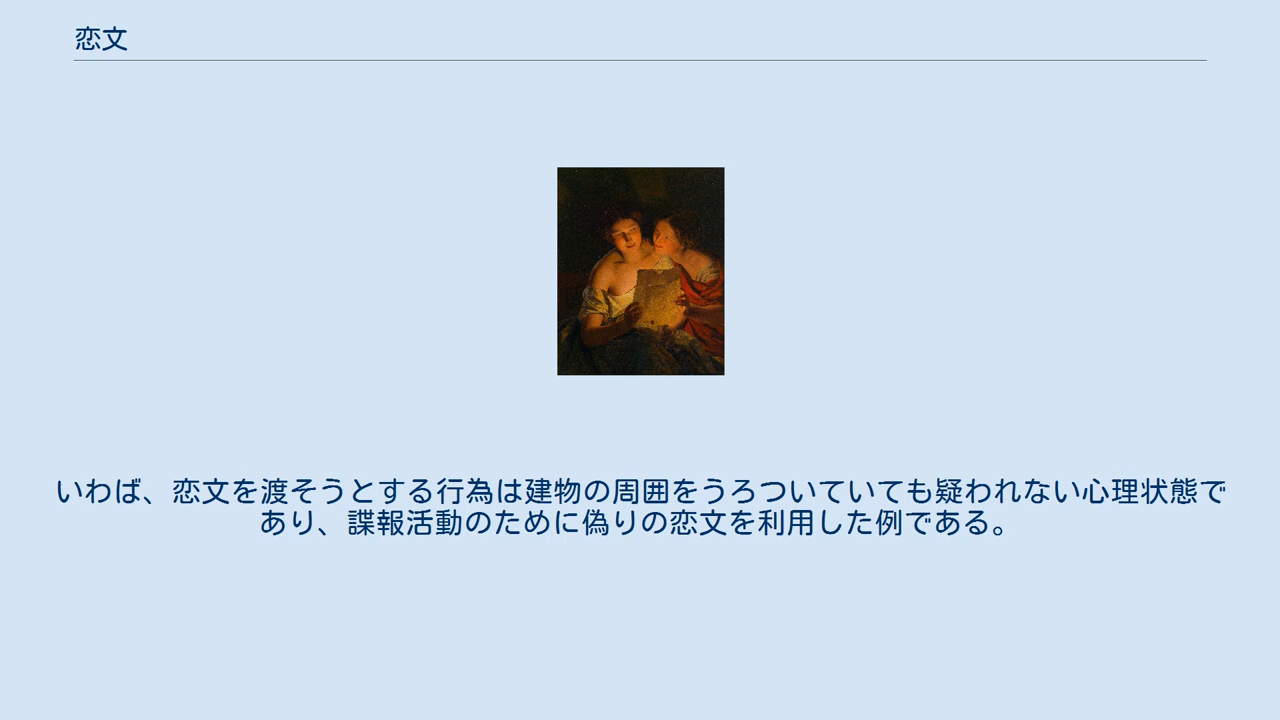 恋文
いわば、恋文を渡そうとする行為は建物の周囲をうろついていても疑われない心理状態で
あり、諜報活動のために偽りの恋文を利用した例である。